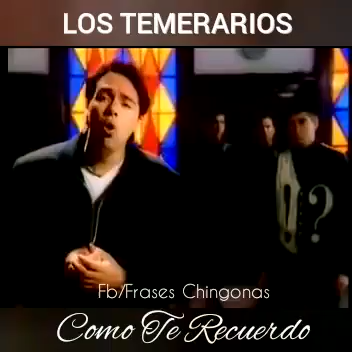 LOS TEMERARIOS
!?
Fb/Frases Chingonas
Como Te Recuerdo